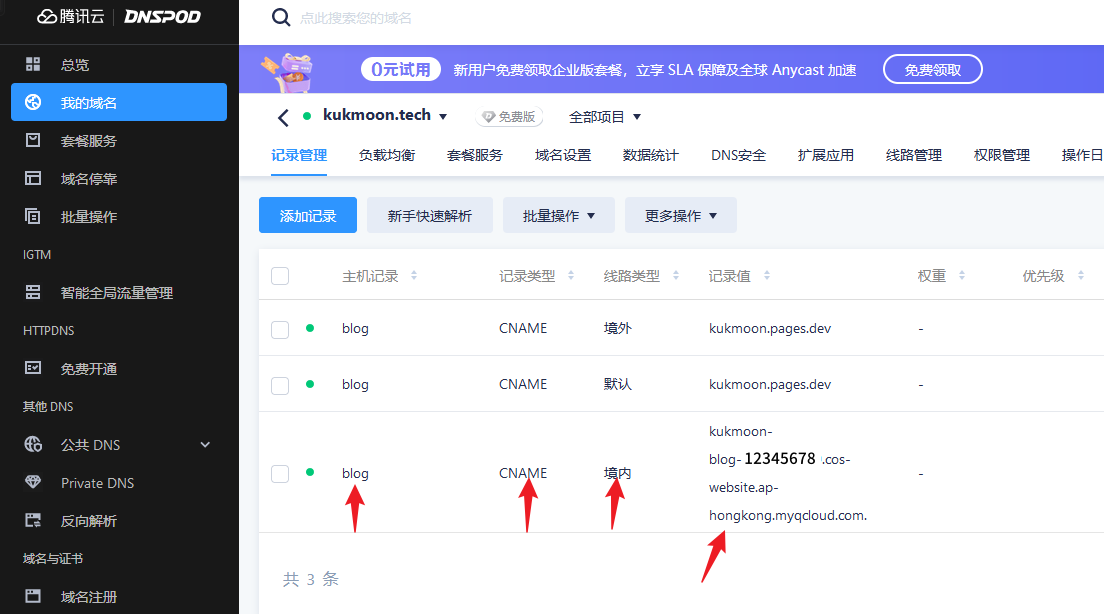 腾讯云 DNSPOD
点此搜索您的域名
总览
我的域名
套餐服务
域名停靠
批量操作
IGTM
智能全局流量管理
HTTPDNS
免费开通
其他 DNS
公共 DNS
Private DNS
反向解析
域名与证书
域名注册
0元试用 新用户免费领取企业版套餐，立享 SLA 保障及全球 Anycast 加速 免费领取
kukmoon.tech 免费版 全部项目
记录管理 负载均衡 套餐服务 域名设置 数据统计 DNS安全 扩展应用 线路管理 权限管理 操作日
添加记录 新手快速解析 批量操作 更多操作
主机记录 记录类型 线路类型 记录值 权重 优先级
blog CNAME 境外 kukmoon.pages.dev -
blog CNAME 默认 kukmoon.pages.dev -
blog CNAME 境内 kukmoon-
blog-12345678.cos-
website.ap-
hongkong.myqcloud.com.
-
共 3 条